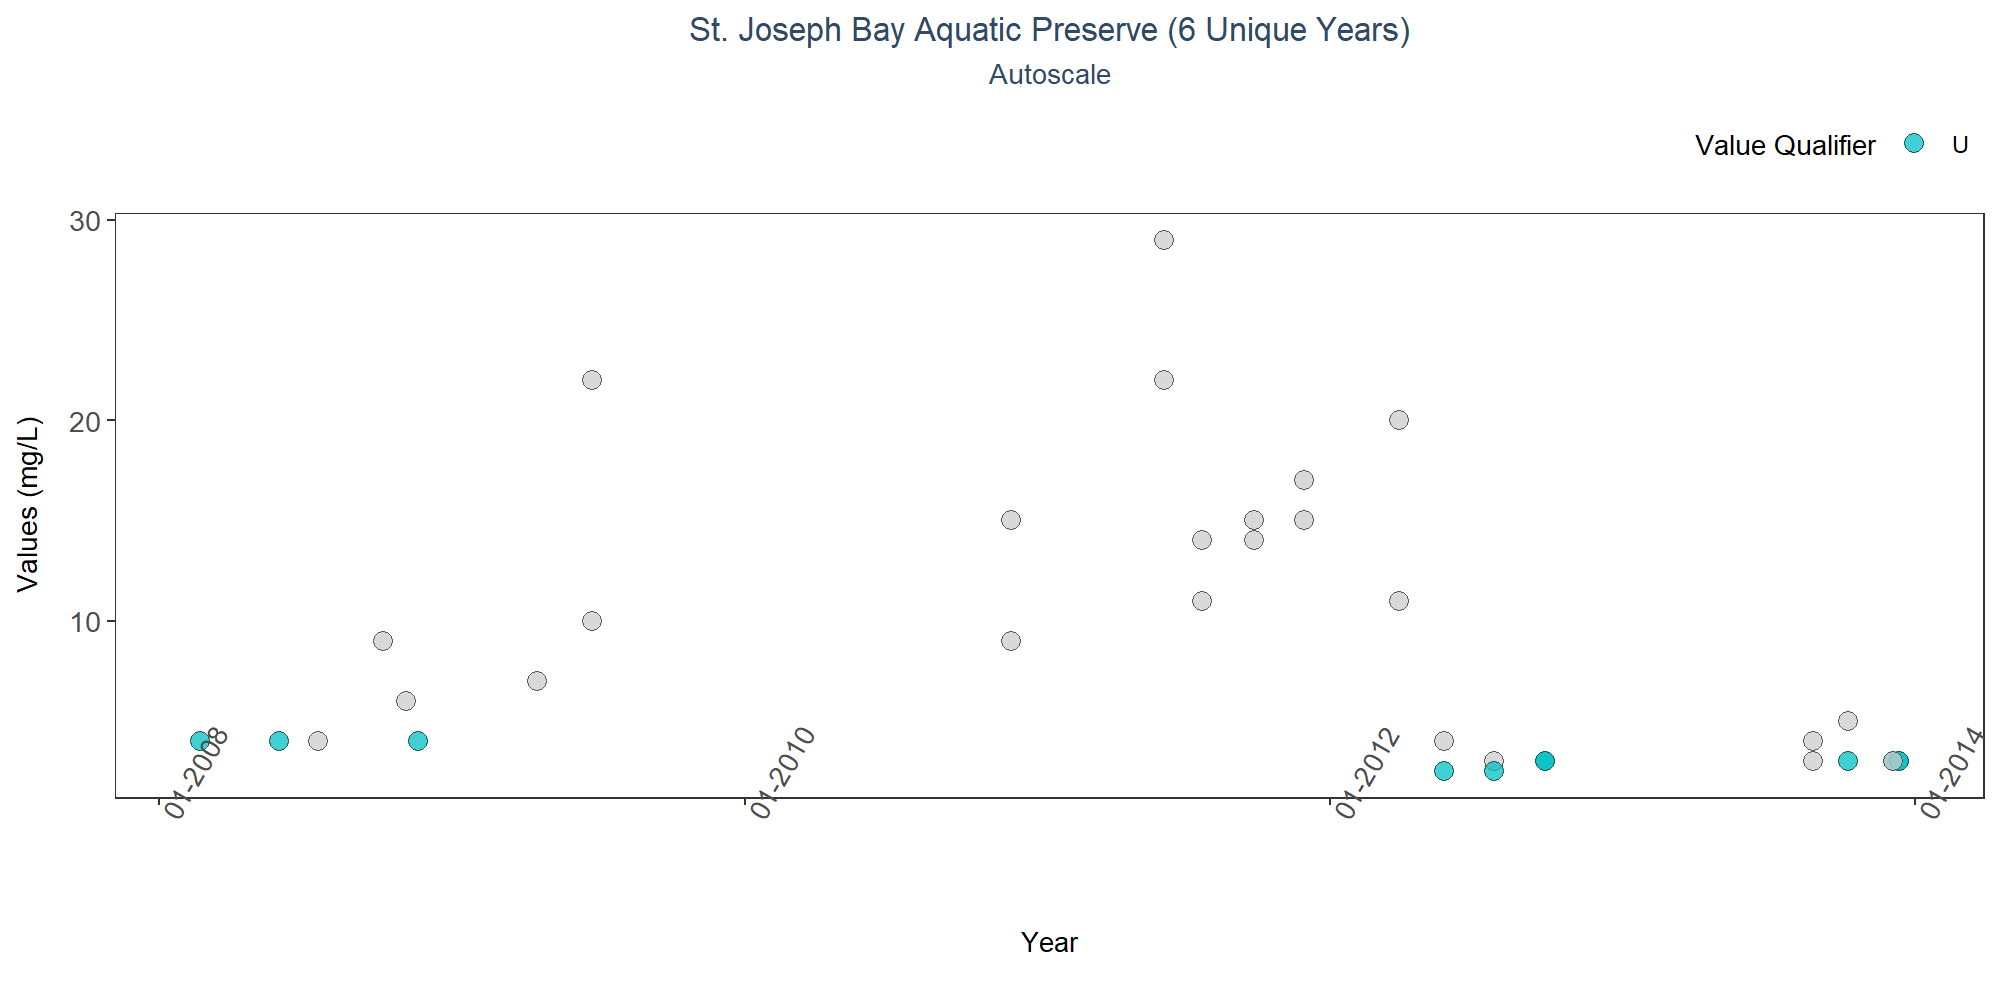 St. Joseph Bay Aquatic Preserve (6 Unique Years)
Autoscale
Value Qualifier U
30
20
10
Values (mg/L)
01-2008
01-2010
01-2012
01-2014
Year